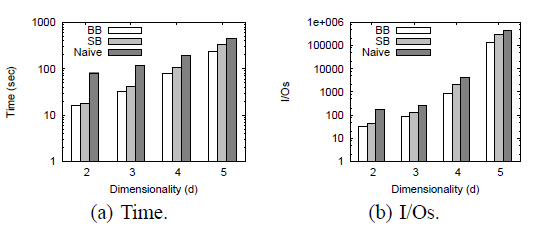 1000
100
10
1
Time (sec)
BB
SB
Naive
2 3 4 5
Dimensionality (d)
(a) Time.
1e+006
100000
10000
1000
100
10
1
I/Os
BB
SB
Naive
2 3 4 5
Dimensionality (d)
(b) I/Os.